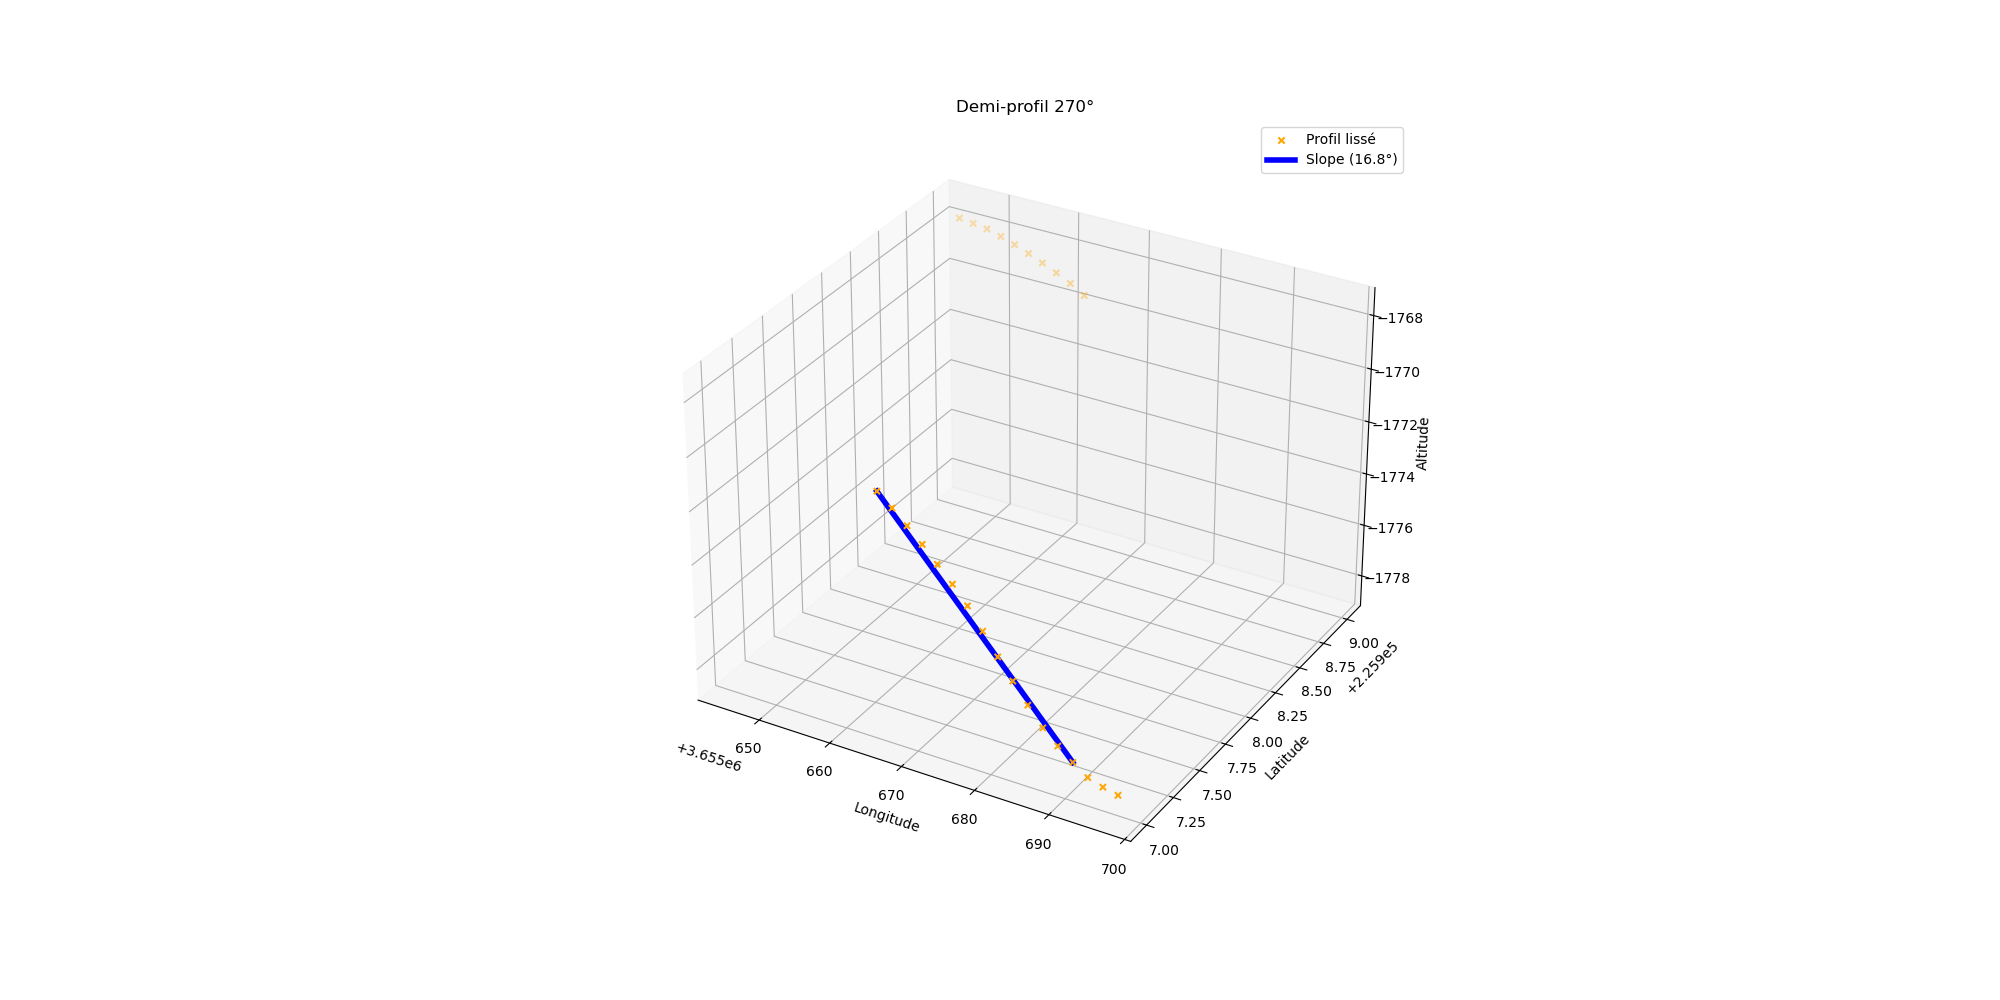 Demi-profil 270°
Profil lissé
Slope (16.8°)
−1768
−1770
−1772
−1774
−1776
−1778
Altitude
9.00
8.75
8.50
8.25
8.00
7.75
7.50
7.25
7.00
+2.259e5
Latitude
650
660
670
680
690
700
+3.655e6
Longitude